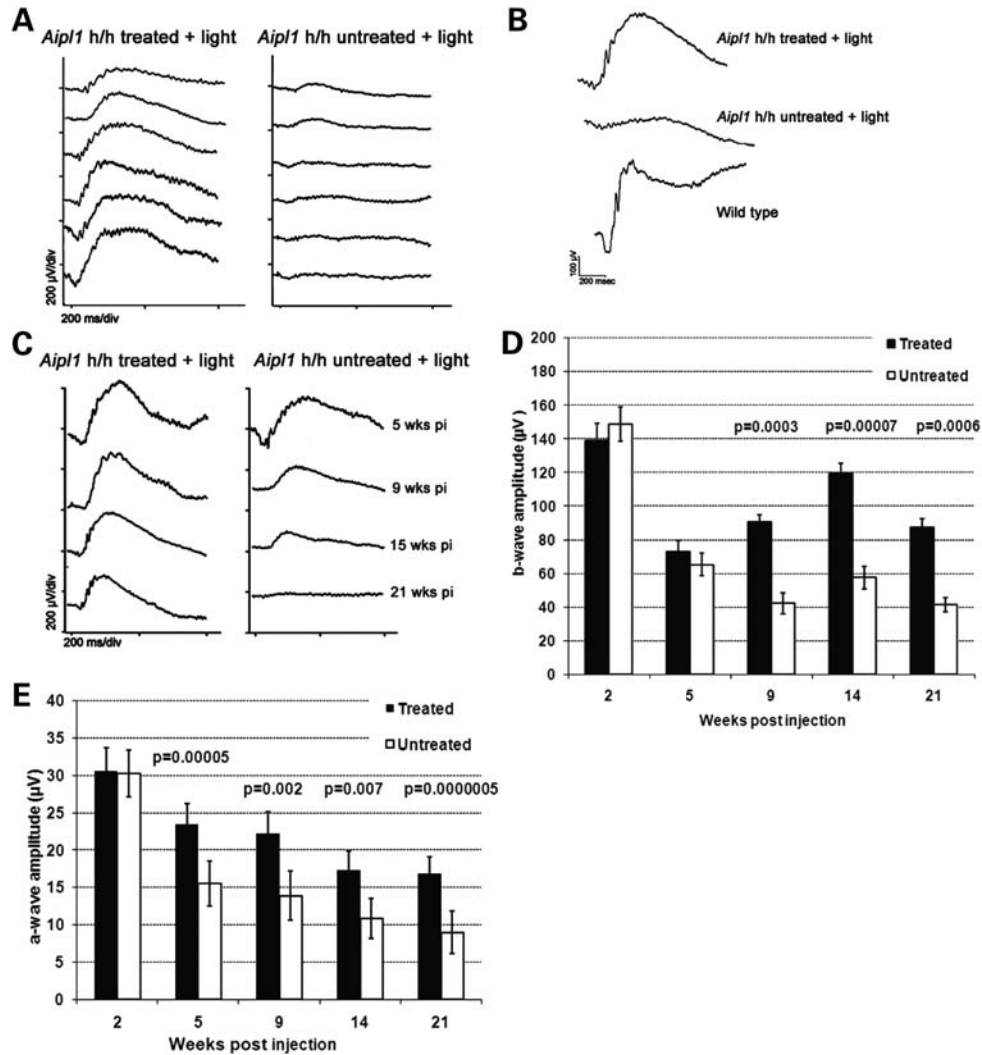 A
Aipl1 h/h treated + light
Aipl1 h/h untreated + light
200 µV/div
200 ms/div
B
Aipl1 h/h treated + light
Aipl1 h/h untreated + light
Wild type
100 µV
200 msec
C
Aipl1 h/h treated + light
Aipl1 h/h untreated + light
5 wks pi
9 wks pi
15 wks pi
21 wks pi
200 µV/div
200 ms/div
D
b-wave amplitude (µV)
200
180
160
140
120
100
80
60
40
20
0
Treated
Untreated
p=0.0003
p=0.00007
p=0.0006
2
5
9
14
21
Weeks post injection
E
a-wave amplitude (µV)
40
35
30
25
20
15
10
5
0
Treated
Untreated
p=0.00005
p=0.002
p=0.007
p=0.0000005
2
5
9
14
21
Weeks post injection